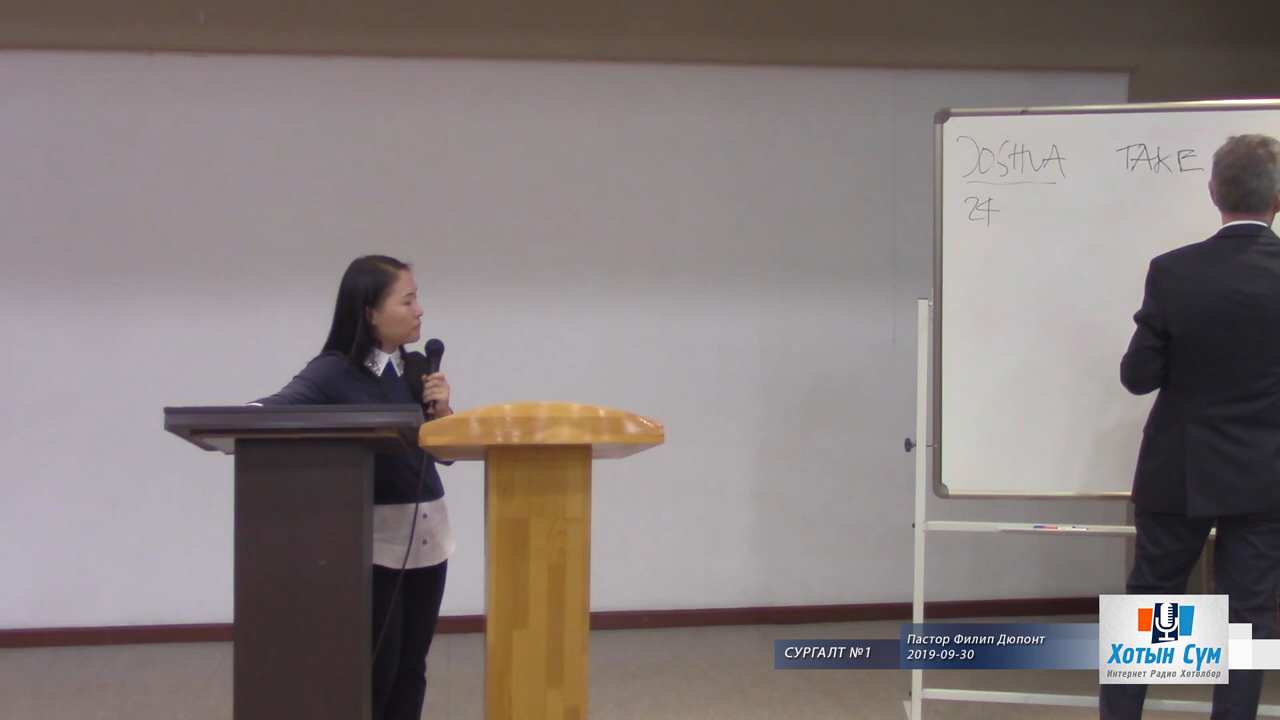 JOSHUA TAKE
24
СУРГАЛТ №1
Пастор Филип Дюпонт
2019-09-30
Хотын Сүм
Интернет Радио Хөтөлбөр